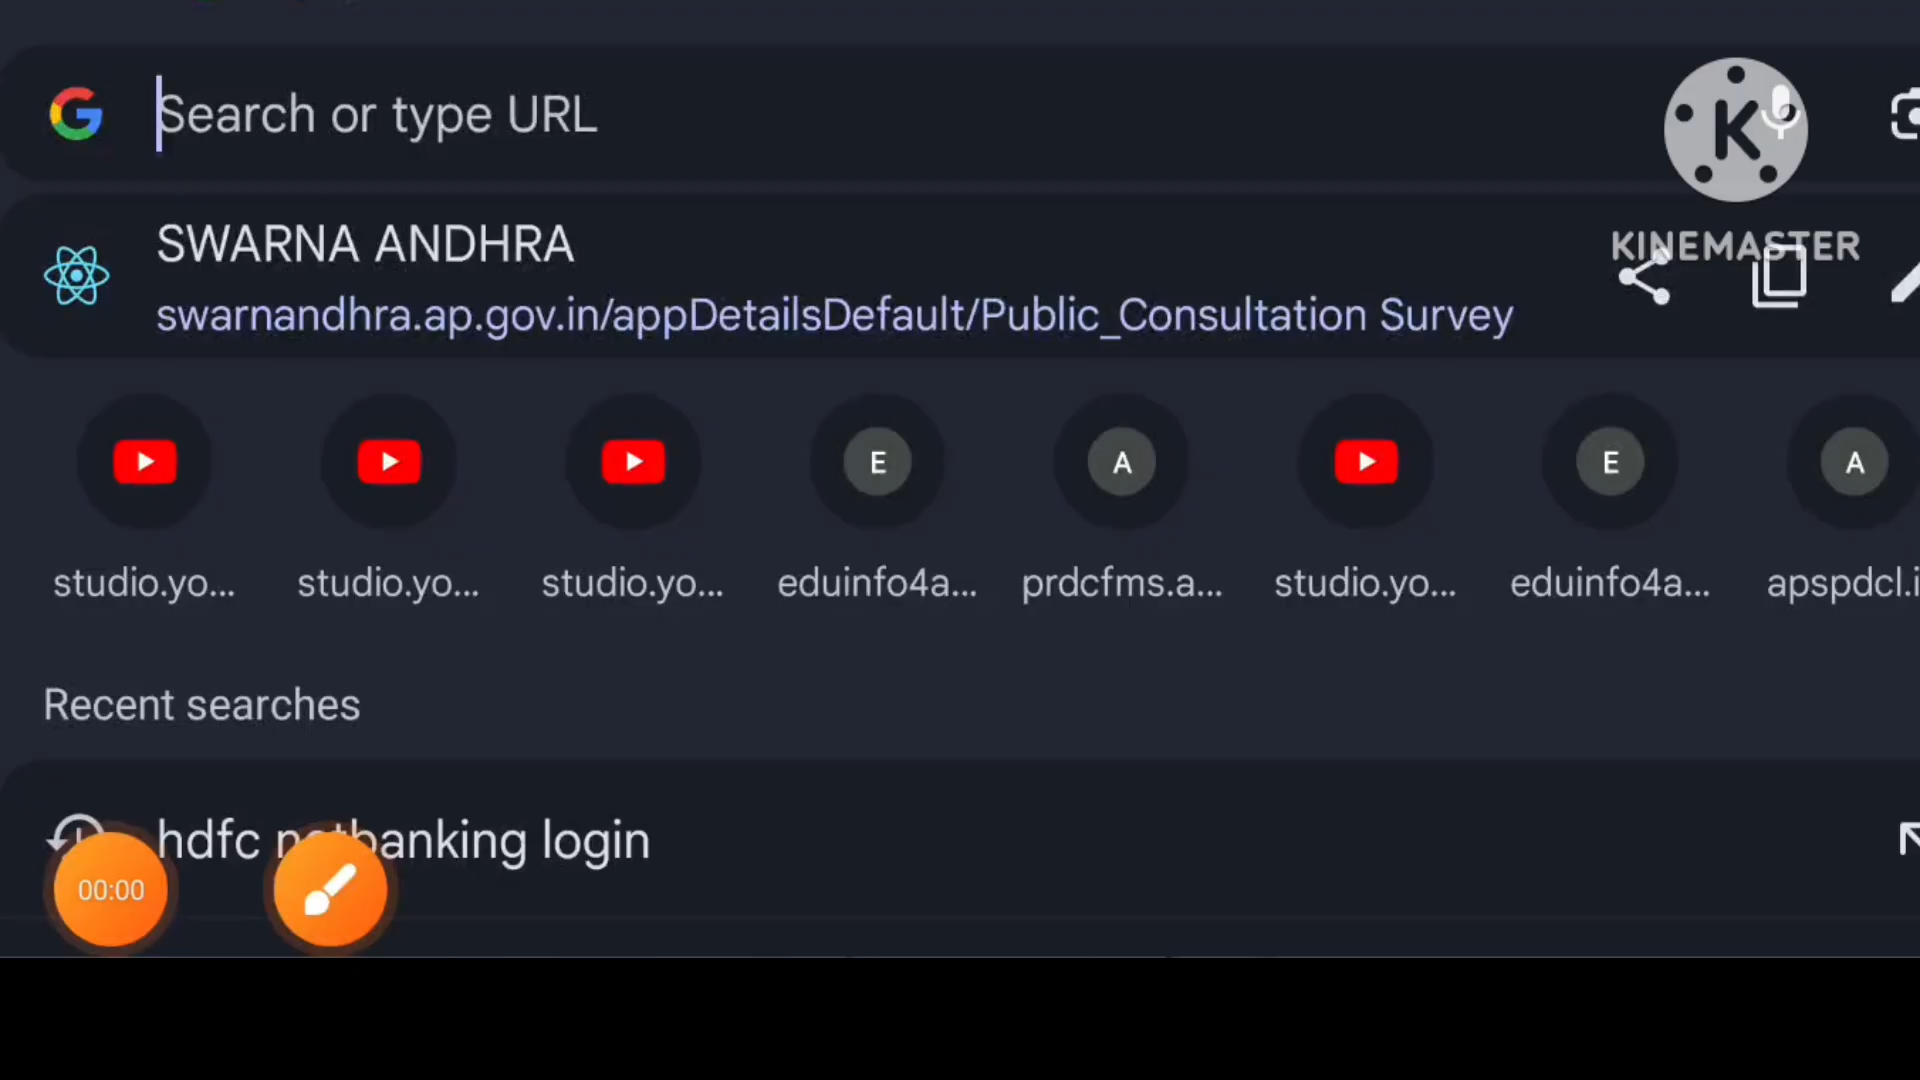 Search or type URL
K
KINEMASTER
SWARNA ANDHRA
swarnandhra.ap.gov.in/appDetailsDefault/Public_Consultation Survey
E
A
E
A
studio.yo...
studio.yo...
studio.yo...
eduinfo4a...
prdcfms.a...
studio.yo...
eduinfo4a...
apspdcl.i
Recent searches
hdfc netbanking login
00:00